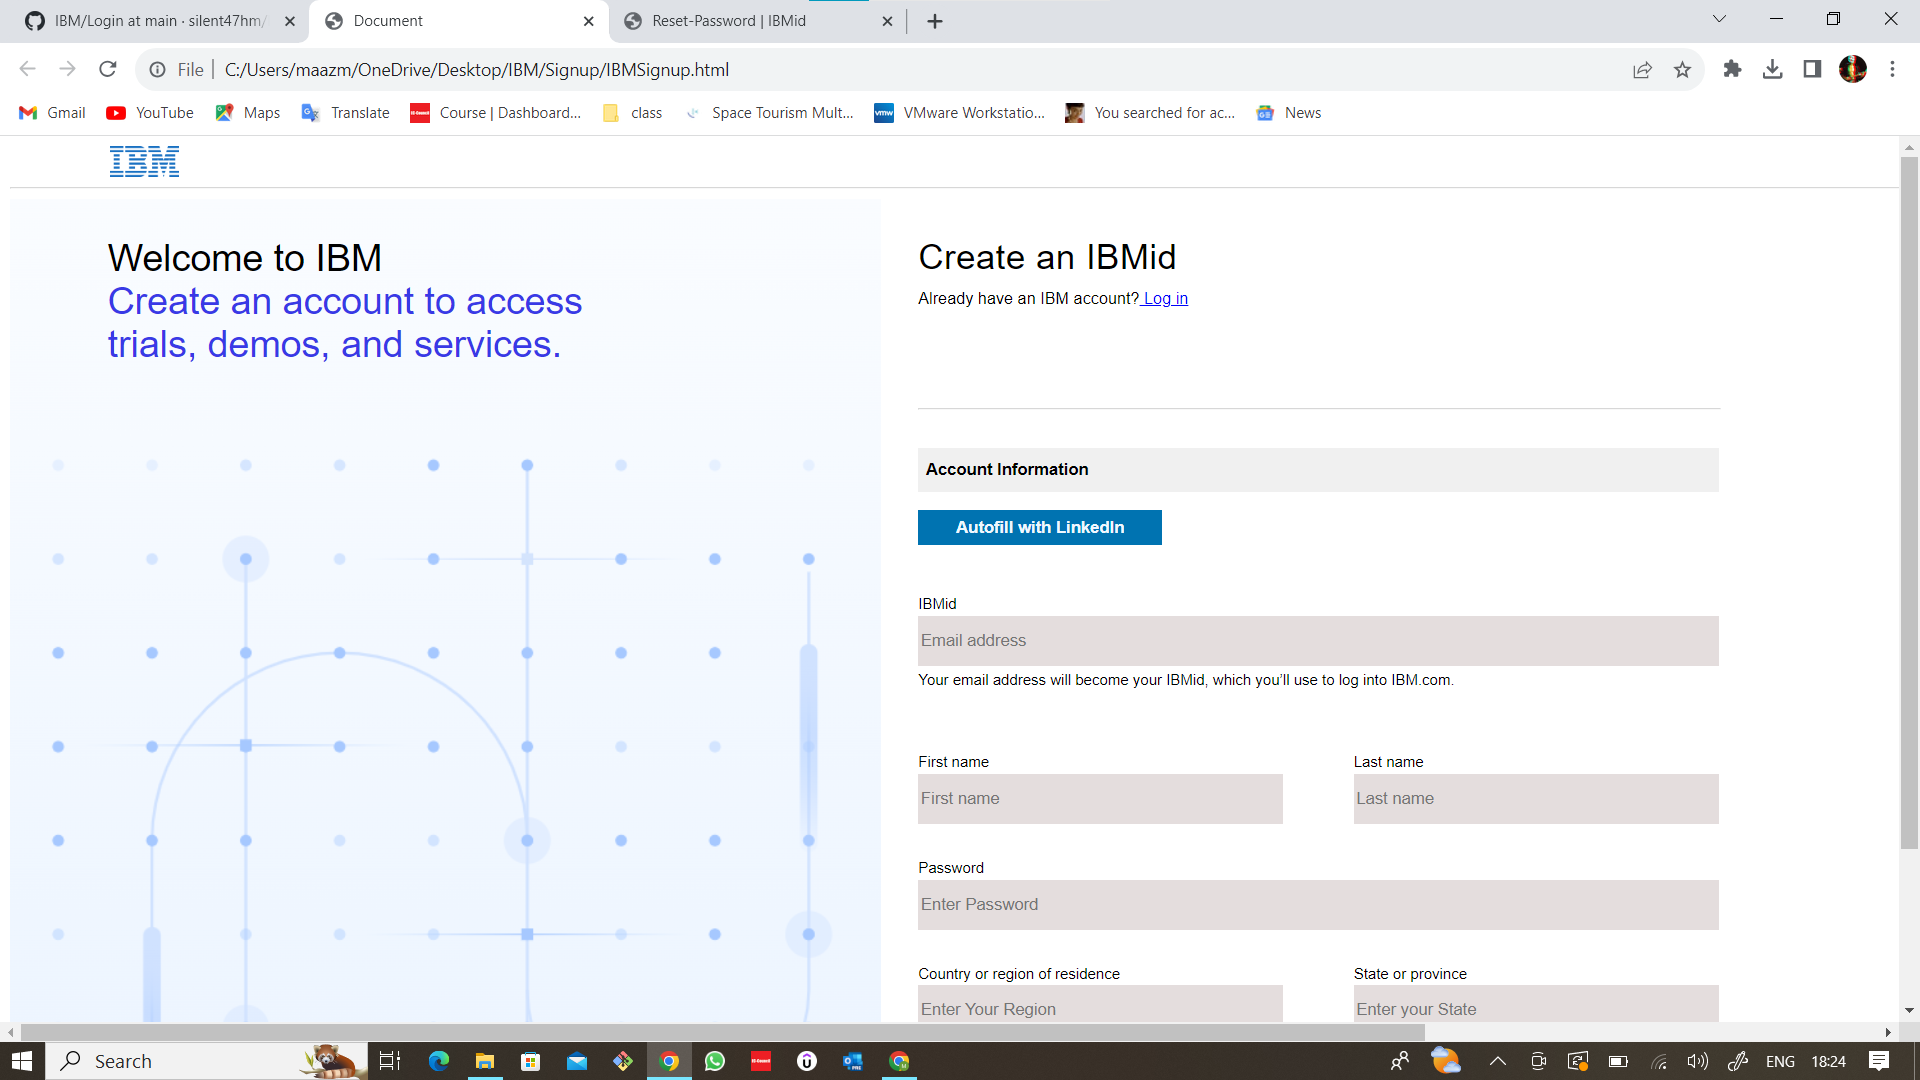 IBM/Login at main · silent47hm/
Document
Reset-Password | IBMid
File
C:/Users/maazm/OneDrive/Desktop/IBM/Signup/IBMSignup.html
Gmail
YouTube
Maps
Translate
Course | Dashboard...
class
Space Tourism Mult...
vmw
VMware Workstatio...
You searched for ac...
News
IBM
Welcome to IBM
Create an account to access
trials, demos, and services.
Create an IBMid
Already have an IBM account? Log in
Account Information
Autofill with LinkedIn
IBMid
Email address
Your email address will become your IBMid, which you’ll use to log into IBM.com.
First name
Last name
First name
Last name
Password
Enter Password
Country or region of residence
State or province
Enter Your Region
Enter your State
Search
ENG
18:24